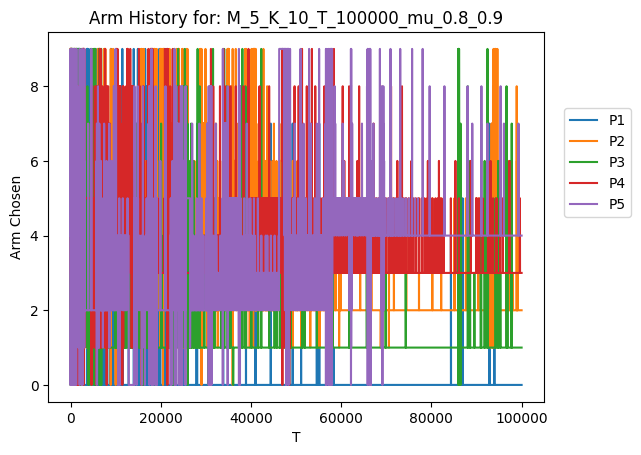 Arm History for: M_5_K_10_T_100000_mu_0.8_0.9
Arm Chosen
8
6
4
2
0
0 20000 40000 60000 80000 100000
T
P1
P2
P3
P4
P5